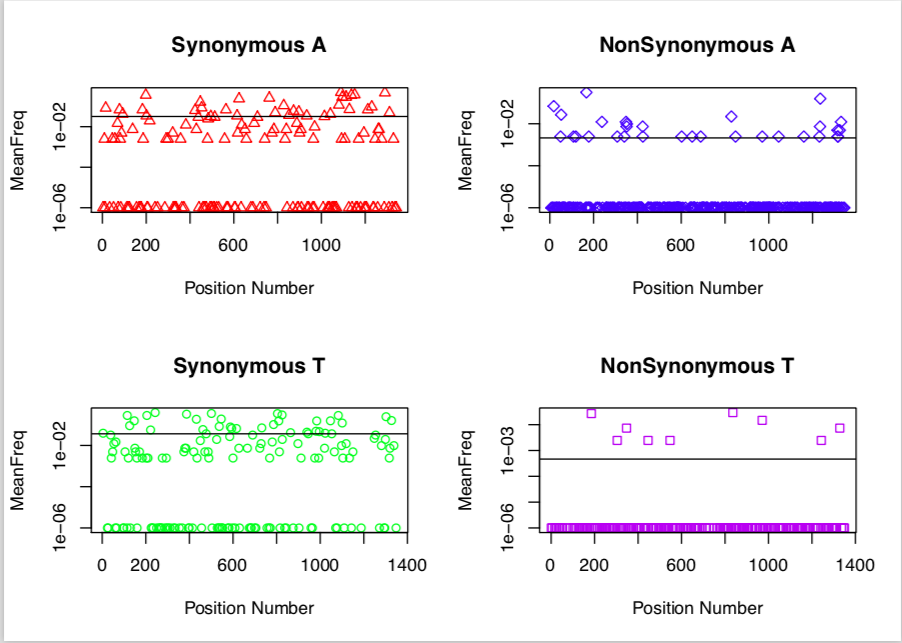 Synonymous A
NonSynonymous A
MeanFreq
1e-06 1e-02
0 200 600 1000
Position Number
MeanFreq
1e-06 1e-02
0 200 600 1000
Position Number
Synonymous T
NonSynonymous T
MeanFreq
1e-06 1e-02
0 200 600 1000 1400
Position Number
MeanFreq
1e-06 1e-03
0 200 600 1000 1400
Position Number